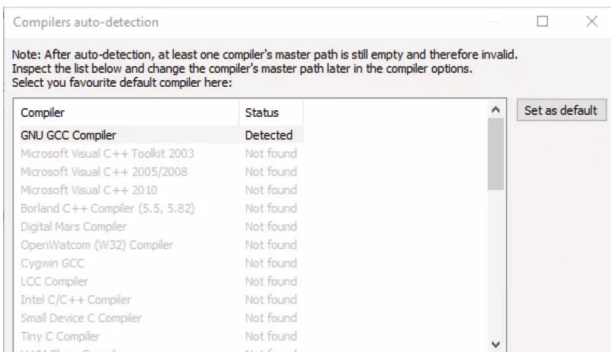 Compilers auto-detection
Note: After auto-detection, at least one compiler's master path is still empty and therefore invalid.
Inspect the list below and change the compiler's master path later in the compiler options.
Select you favourite default compiler here:
Compiler Status
Set as default
GNU GCC Compiler Detected
Microsoft Visual C++ Toolkit 2003 Not found
Microsoft Visual C++ 2005/2008 Not found
Microsoft Visual C++ 2010 Not found
Borland C++ Compiler (5.5, 5.82) Not found
Digital Mars Compiler Not found
OpenWatcom (W32) Compiler Not found
Cygwin GCC Not found
LCC Compiler Not found
Intel C/C++ Compiler Not found
Small Device C Compiler Not found
Tiny C Compiler Not found